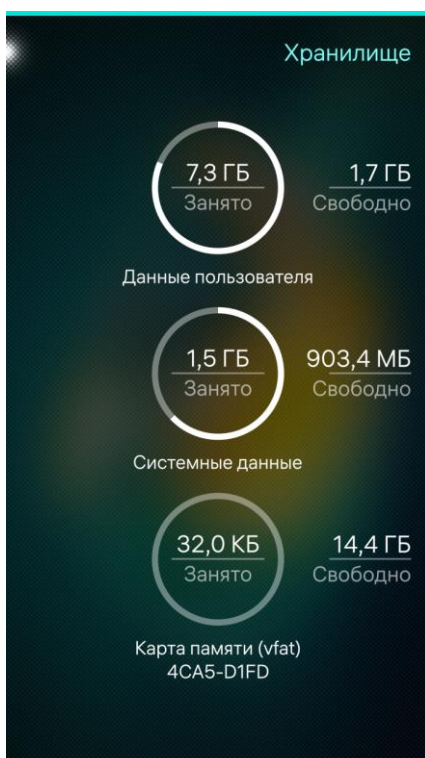 Хранилище
7,3 ГБ
Занято
1,7 ГБ
Свободно
Данные пользователя
1,5 ГБ
Занято
903,4 МБ
Свободно
Системные данные
32,0 КБ
Занято
14,4 ГБ
Свободно
Карта памяти (vfat)
4CA5-D1FD